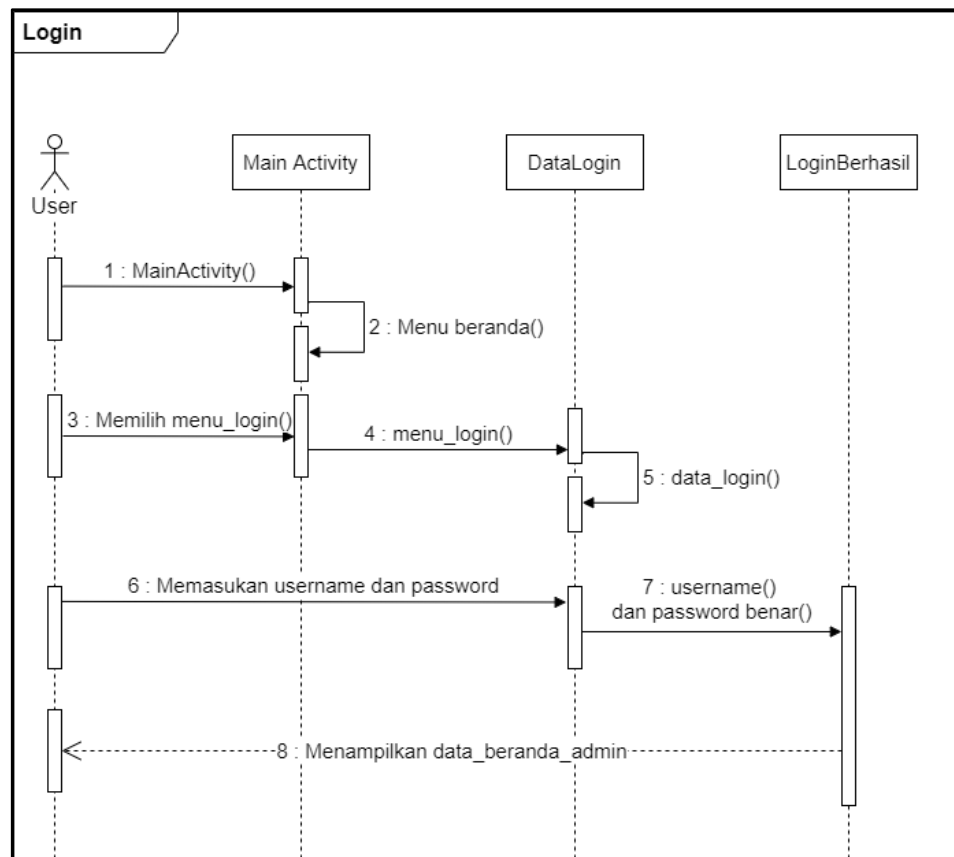 Login
User
Main Activity
DataLogin
LoginBerhasil
1 : MainActivity()
2 : Menu beranda()
3 : Memilih menu_login()
4 : menu_login()
5 : data_login()
6 : Memasukan username dan password
7 : username()
dan password benar()
8 : Menampilkan data_beranda_admin